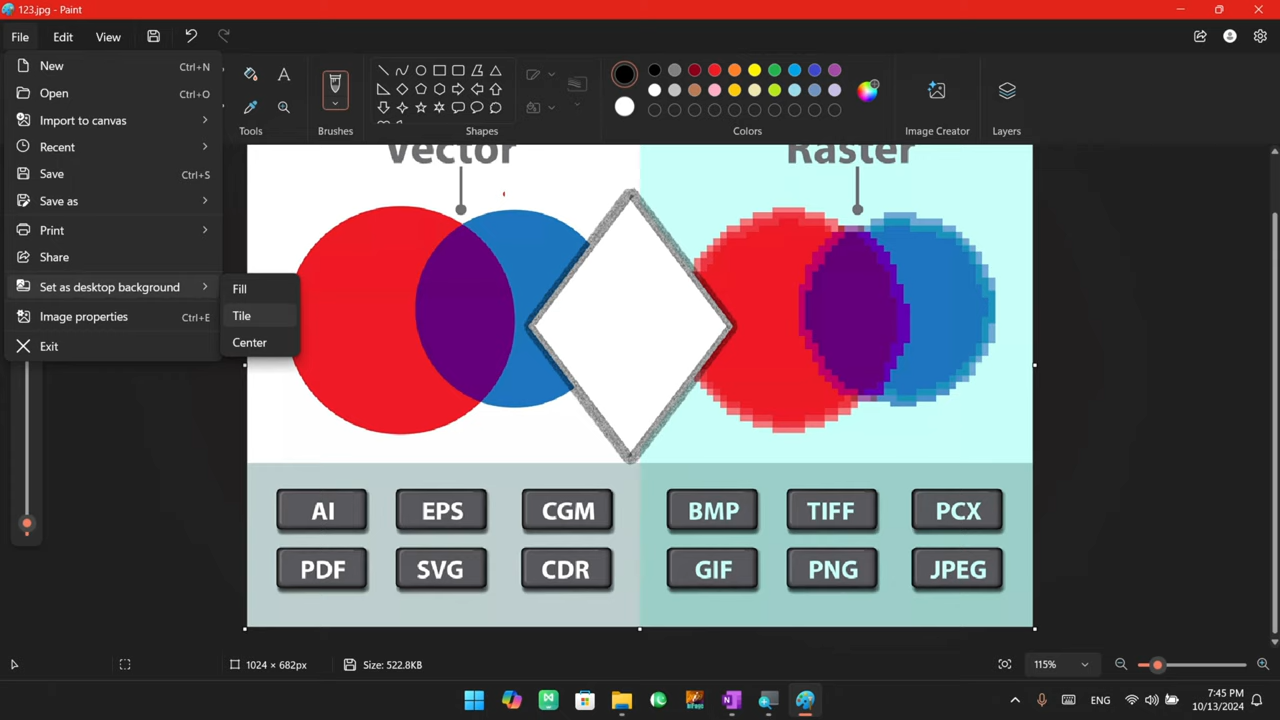 123.jpg - Paint
File Edit View
New Ctrl+N
Open Ctrl+O
Import to canvas
Recent
Save Ctrl+S
Save as
Print
Share
Set as desktop background
Image properties Ctrl+E
Exit
Fill
Tile
Center
A
Tools
Brushes
Shapes
Colors
Image Creator
Layers
Vector
Raster
AI EPS CGM
PDF SVG CDR
BMP TIFF PCX
GIF PNG JPEG
1024 × 682px
Size: 522.8KB
115%
ENG
7:45 PM
10/13/2024